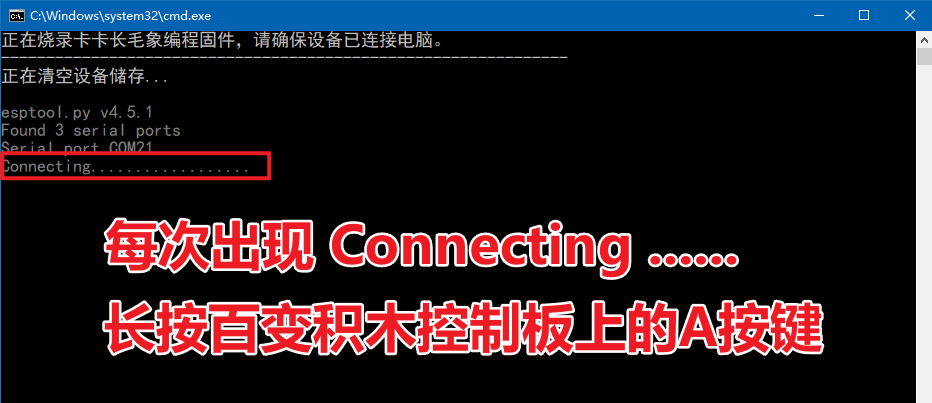 C:\Windows\system32\cmd.exe
正在烧录卡卡长毛象编程固件，请确保设备已连接电脑。
---------------------------------------------------------------
正在清空设备储存...
esptool.py v4.5.1
Found 3 serial ports
Serial port COM21
Connecting..................
每次出现 Connecting ......
长按百变积木控制板上的A按键